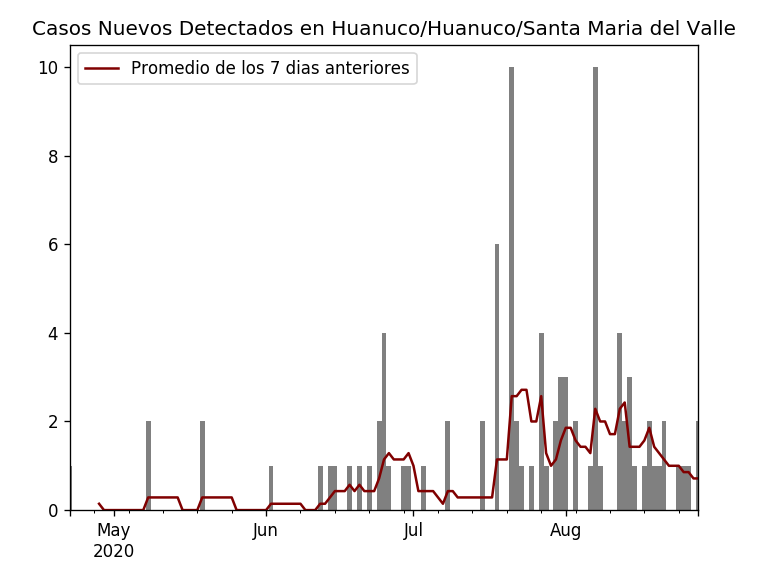 Casos Nuevos Detectados en Huanuco/Huanuco/Santa Maria del Valle
Promedio de los 7 dias anteriores
10
8
6
4
2
0
May Jun Jul Aug
2020